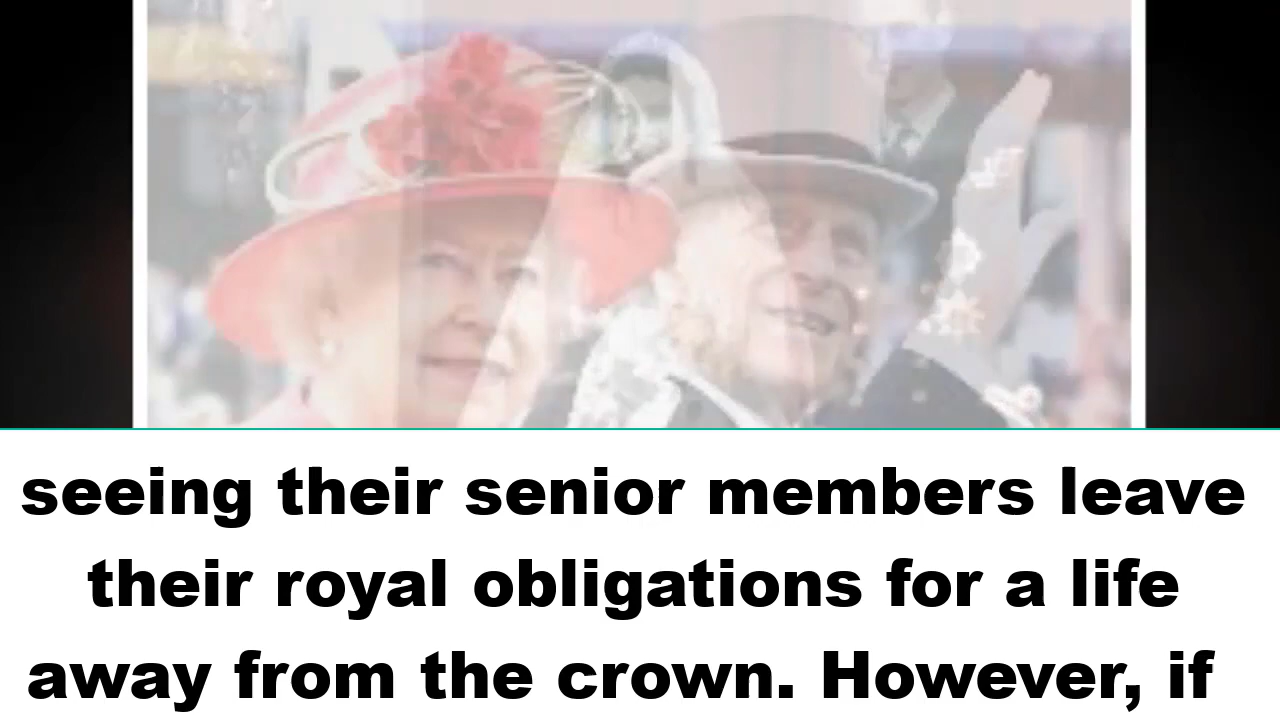 seeing their senior members leave
their royal obligations for a life
away from the crown. However, if